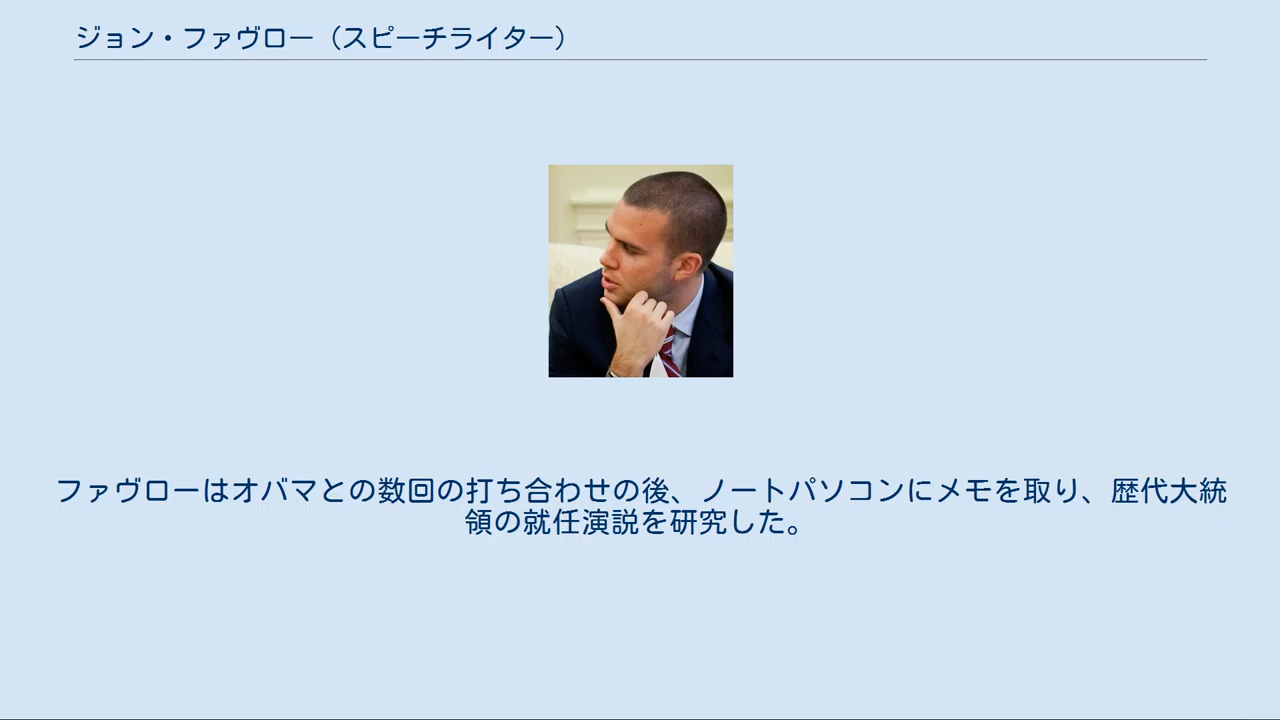 ジョン・ファヴロー（スピーチライター）
ファヴローはオバマとの数回の打ち合わせの後、ノートパソコンにメモを取り、歴代大統
領の就任演説を研究した。